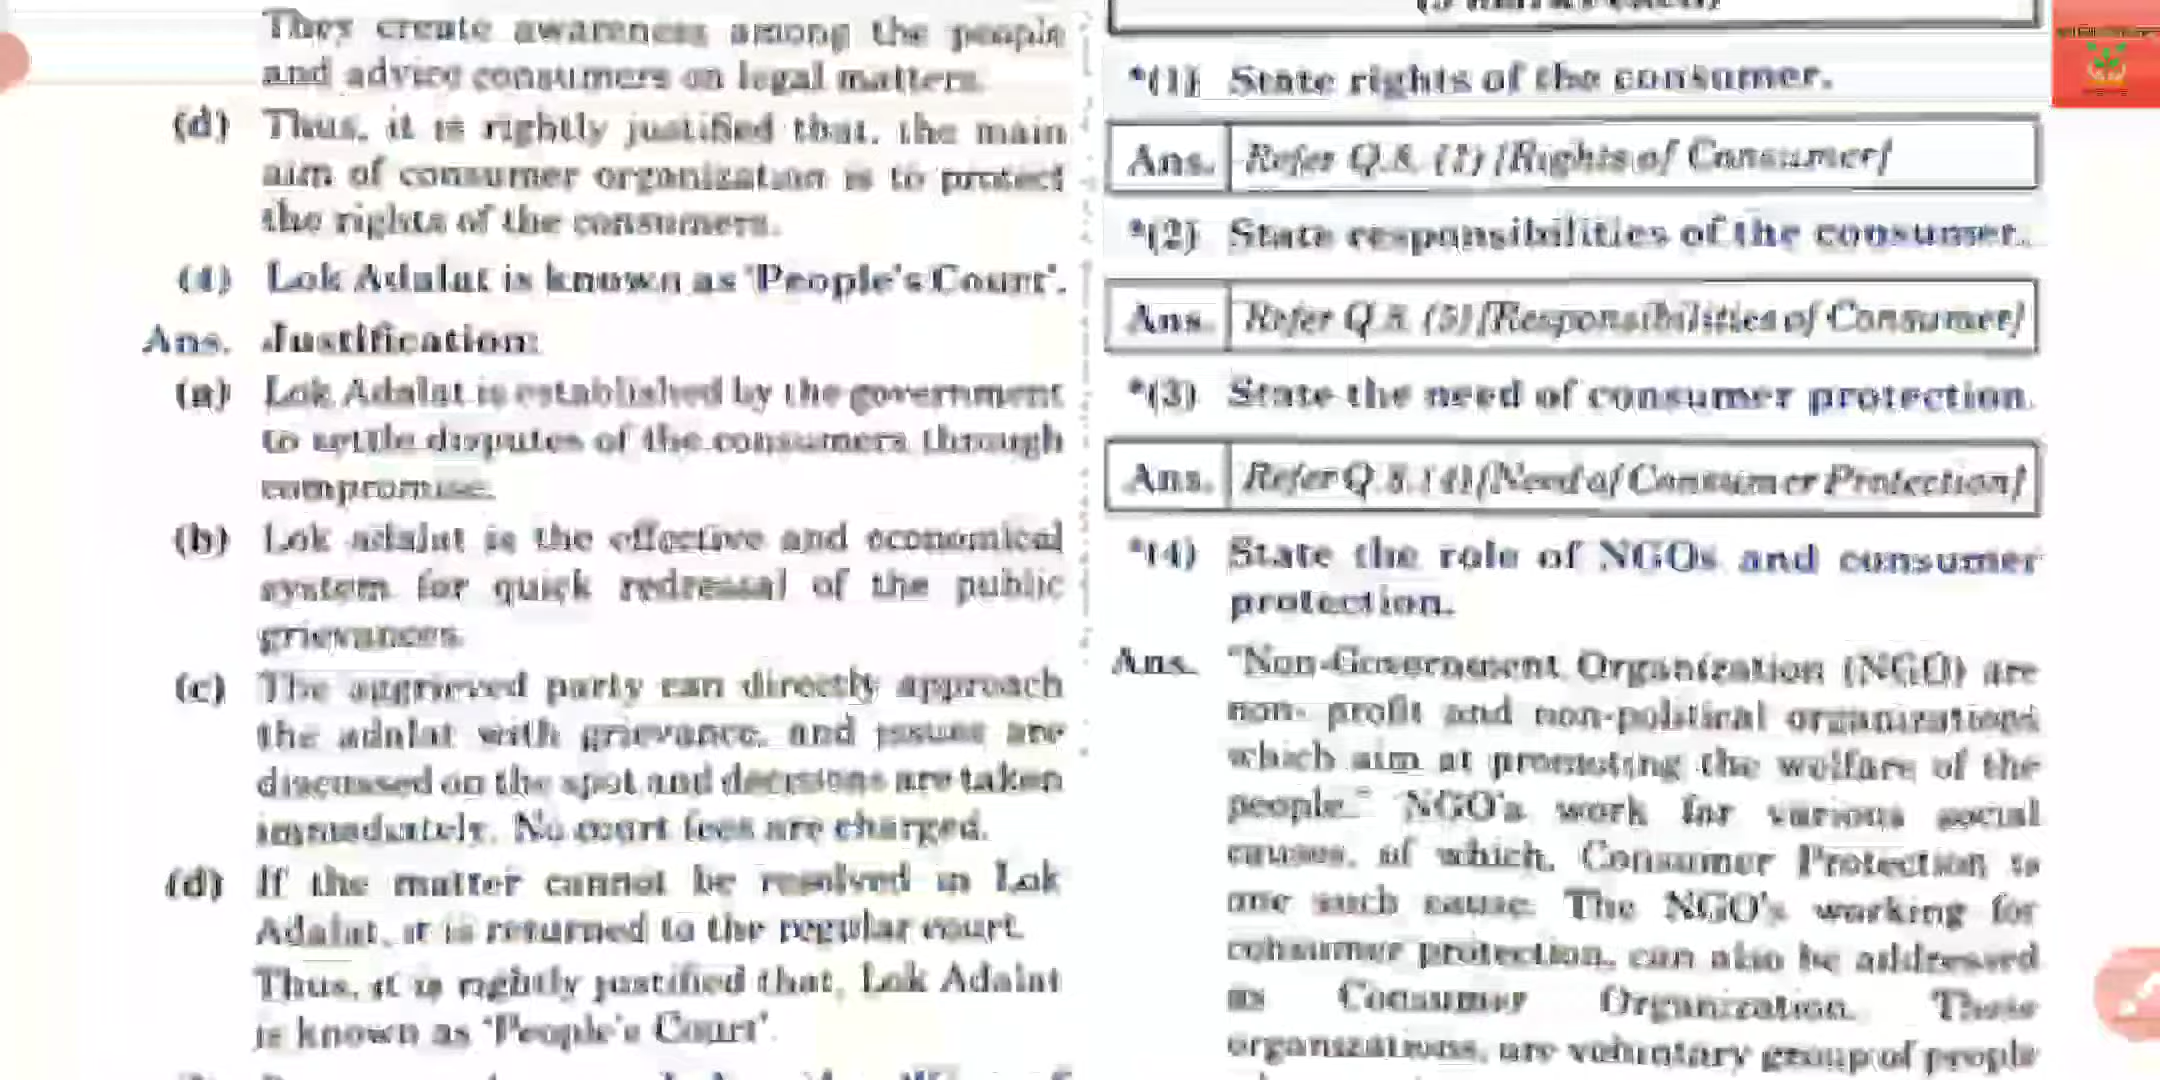 They create awareness among the people
and advice consumers on legal matters.
(d) Thus, it is rightly justified that, the main
aim of consumer organization is to protect
the rights of the consumers.
(4) Lok Adalat is known as 'People's Court'.
Ans. Justification:
(a) Lok Adalat is established by the government
to settle disputes of the consumers through
compromise.
(b) Lok adalat is the effective and economical
system for quick redressal of the public
grievances.
(c) The aggrieved party can directly approach
the adalat with grievance, and issues are
discussed on the spot and decisions are taken
immediately. No court fees are charged.
(d) If the matter cannot be resolved in Lok
Adalat, it is returned to the regular court.
Thus, it is rightly justified that, Lok Adalat
is known as 'People's Court'.
*(1) State rights of the consumer.
Ans. Refer Q.8. [Rights of Consumer]
*(2) State responsibilities of the consumer.
Ans. Refer Q.8. [Responsibilities of Consumer]
*(3) State the need of consumer protection.
Ans. Refer Q.8. (4) [Need of Consumer Protection]
*(4) State the role of NGOs and consumer
protection.
Ans. "Non-Government Organization (NGO) are
non- profit and non-political organizations
which aim at promoting the welfare of the
people." NGO's work for various social
causes, of which, Consumer Protection is
one such cause. The NGO's working for
consumer protection, can also be addressed
as Consumer Organization. These
organizations, are voluntary group of people